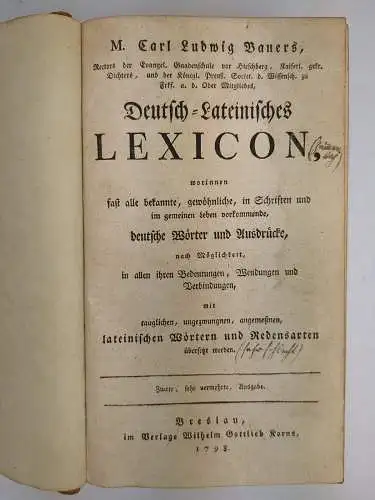 M. Carl Ludwig Bauers,
Rectors der Evangel. Gnadenschule vor Hirschberg, Kaiserl. gekr.
Dichters, und der Königl. Preuß. Societ. d. Wissensch. zu
Frkf. a. d. Oder Mitgliedes,
Deutsch-Lateinisches
LEXICON,
worinnen
fast alle bekannte, gewöhnliche, in Schriften und
im gemeinen Leben vorkommende,
deutsche Wörter und Ausdrücke,
nach Möglichkeit,
in allen ihren Bedeutungen, Wendungen und
Verbindungen,
mit
tauglichen, ungezwungnen, angemeßnen,
lateinischen Wörtern und Redensarten
übersetzt werden.
Zwote, sehr vermehrte, Ausgabe.
Breslau,
im Verlage Wilhelm Gottlieb Korns,
1798.